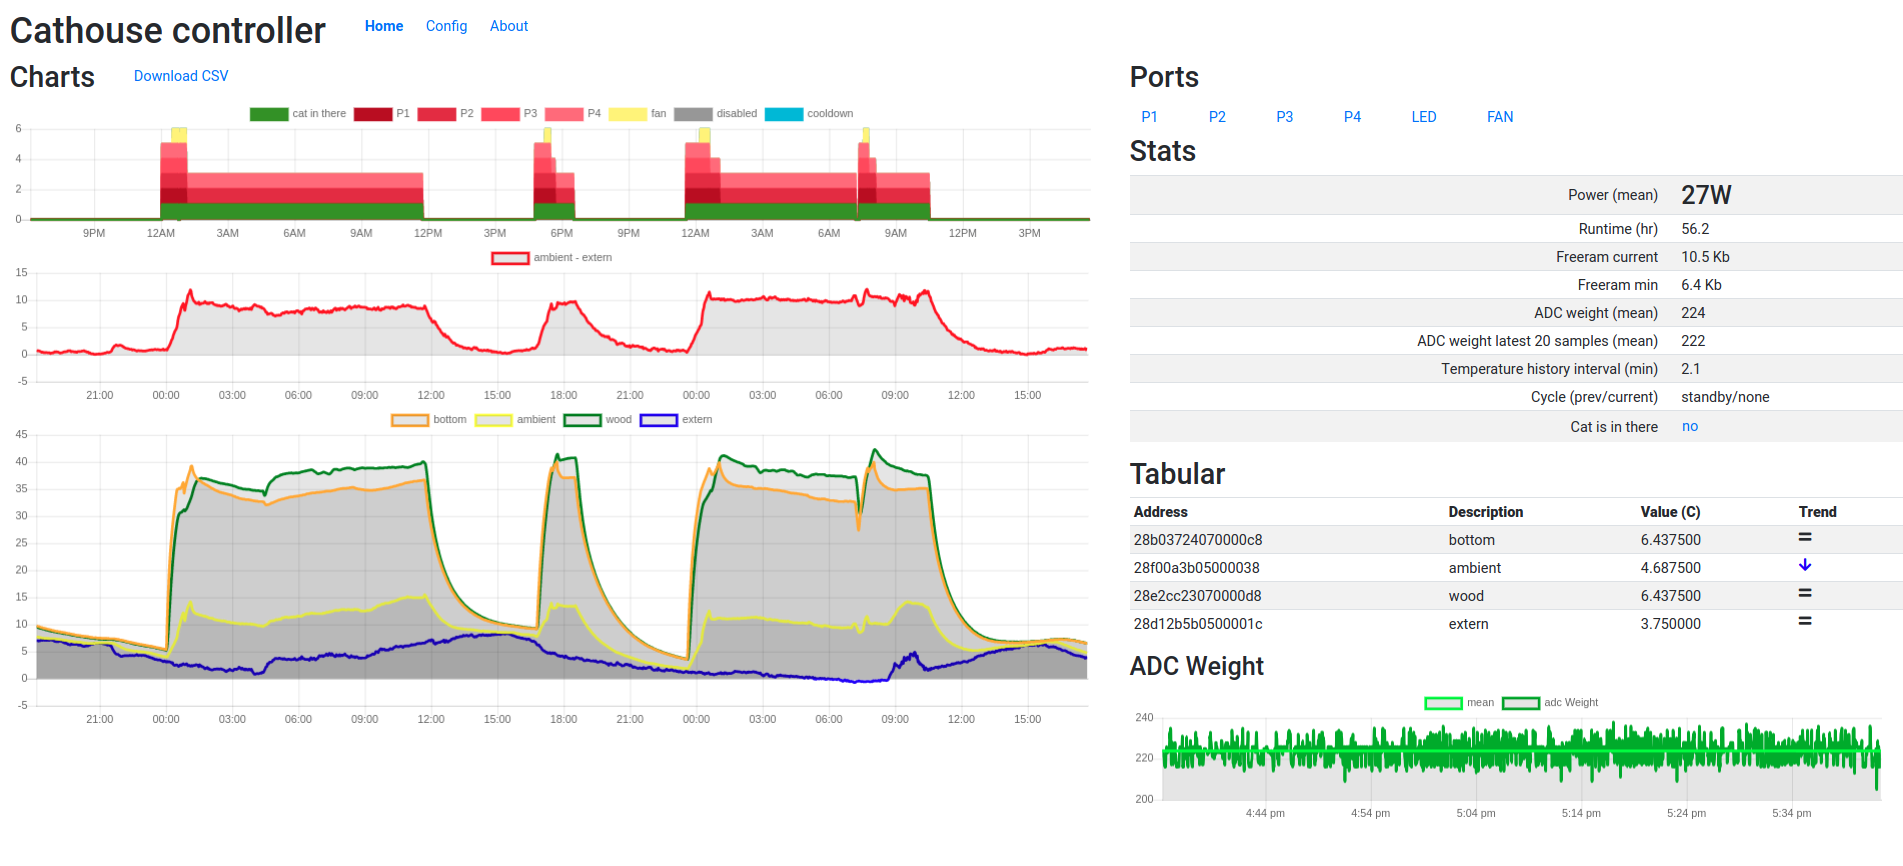 Cathouse controller Home Config About
Charts Download CSV
cat in there P1 P2 P3 P4 fan disabled cooldown
6
4
2
0
9PM 12AM 3AM 6AM 9AM 12PM 3PM 6PM 9PM 12AM 3AM 6AM 9AM 12PM 3PM
ambient - extern
15
10
5
0
-5
21:00 00:00 03:00 06:00 09:00 12:00 15:00 18:00 21:00 00:00 03:00 06:00 09:00 12:00 15:00
bottom ambient wood extern
45
40
35
30
25
20
15
10
5
0
-5
21:00 00:00 03:00 06:00 09:00 12:00 15:00 18:00 21:00 00:00 03:00 06:00 09:00 12:00 15:00
Ports
P1 P2 P3 P4 LED FAN
Stats
Power (mean) 27W
Runtime (hr) 56.2
Freeram current 10.5 Kb
Freeram min 6.4 Kb
ADC weight (mean) 224
ADC weight latest 20 samples (mean) 222
Temperature history interval (min) 2.1
Cycle (prev/current) standby/none
Cat is in there no
Tabular
Address Description Value (C) Trend
28b03724070000c8 bottom 6.437500 =
28f00a3b05000038 ambient 4.687500 ↓
28e2cc23070000d8 wood 6.437500 =
28d12b5b0500001c extern 3.750000 =
ADC Weight
mean adc Weight
240
220
200
4:44 pm 4:54 pm 5:04 pm 5:14 pm 5:24 pm 5:34 pm